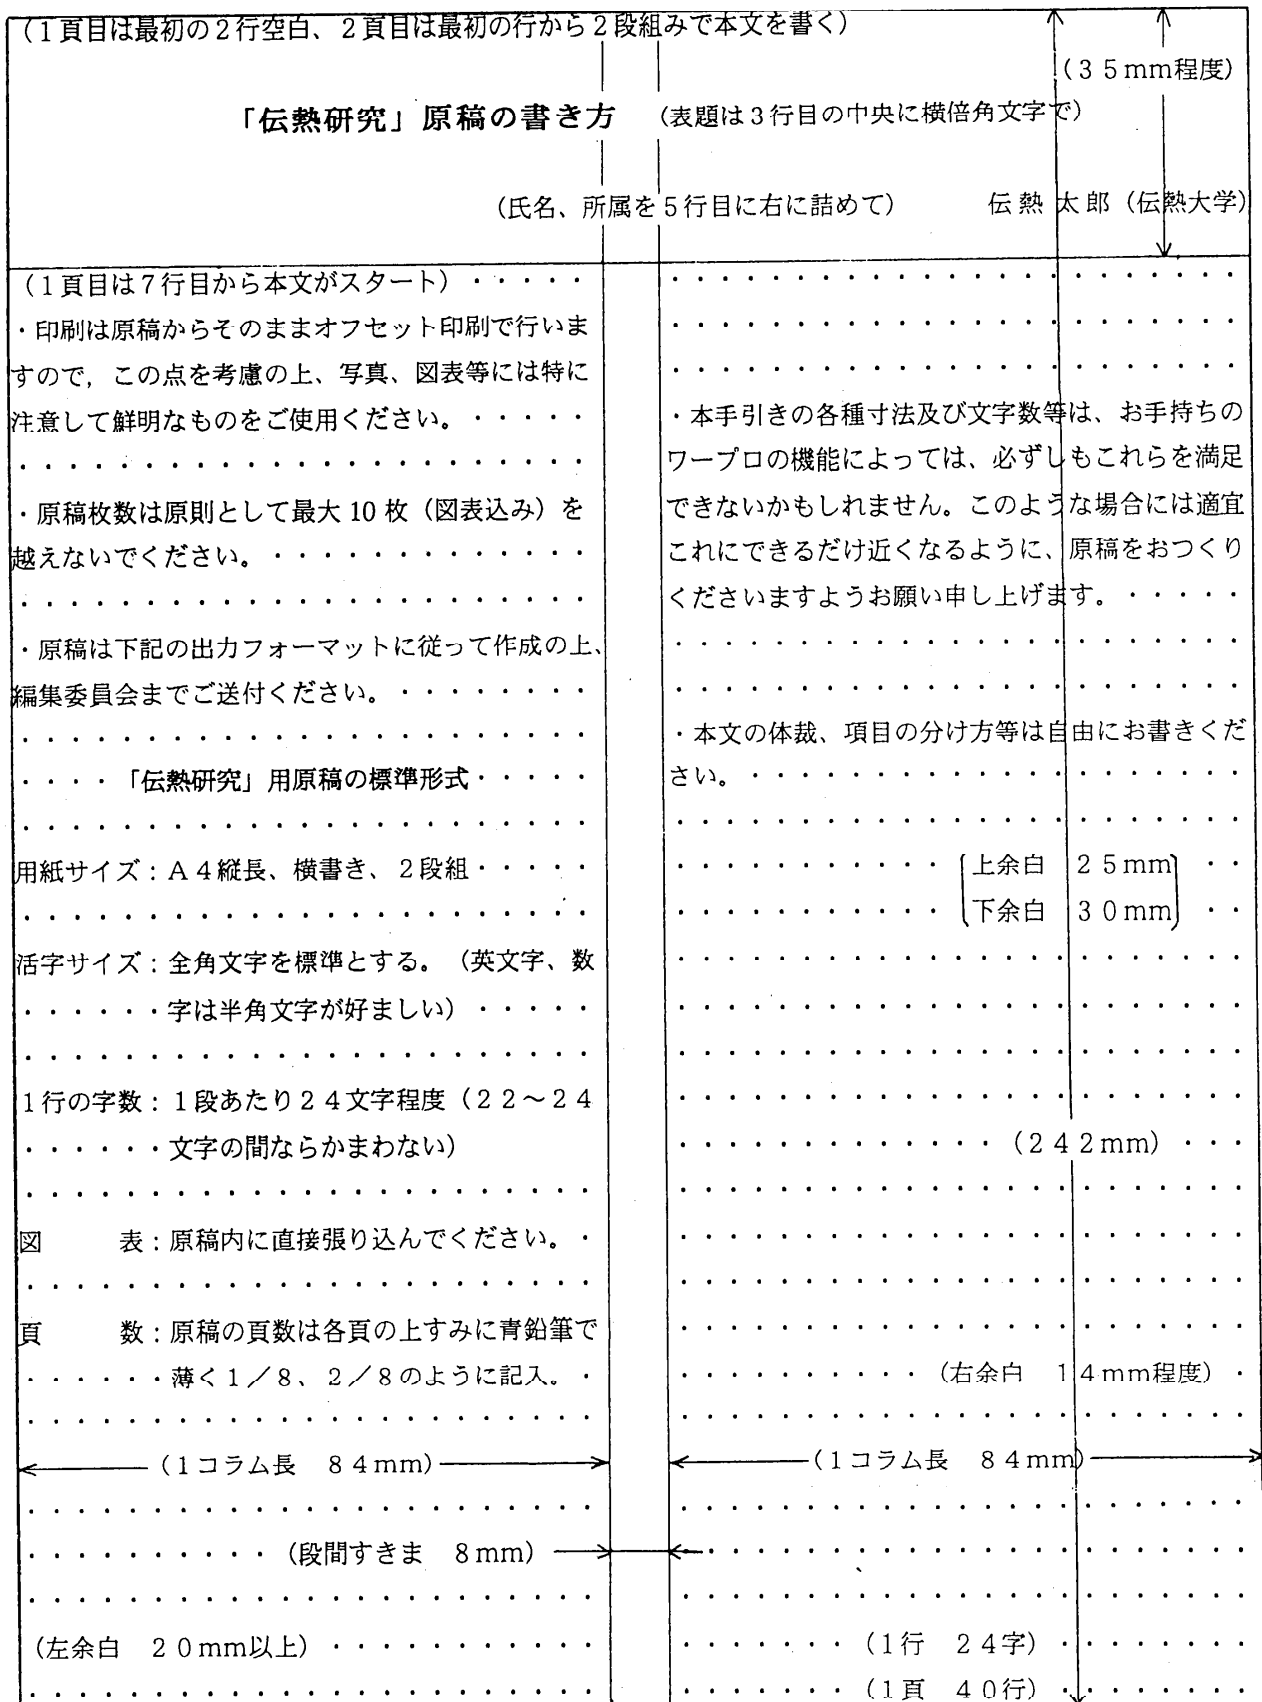 （１頁目は最初の２行空白、２頁目は最初の行から２段組みで本文を書く）
（３５mm程度）
「伝熱研究」原稿の書き方　（表題は３行目の中央に横倍角文字で）
（氏名、所属を５行目に右に詰めて）　伝熱太郎（伝熱大学）
（１頁目は７行目から本文がスタート）・・・・・
・印刷は原稿からそのままオフセット印刷で行いま
すので，この点を考慮の上、写真、図表等には特に
注意して鮮明なものをご使用ください。・・・・・
・原稿枚数は原則として最大 10 枚（図表込み）を
越えないでください。・・・・・・・・・・・・・
・原稿は下記の出力フォーマットに従って作成の上、
編集委員会までご送付ください。・・・・・・・・
・・・・「伝熱研究」用原稿の標準形式・・・・・
用紙サイズ：Ａ４縦長、横書き、２段組・・・・・
活字サイズ：全角文字を標準とする。（英文字、数
・・・・・・字は半角文字が好ましい）・・・・・
１行の字数：１段あたり２４文字程度（２２～２４
・・・・・・文字の間ならかまわない）
図　　　表：原稿内に直接張り込んでください。・
頁　　　数：原稿の頁数は各頁の上すみに青鉛筆で
・・・・・・薄く１／８、２／８のように記入。・
（１コラム長　８４mm）
・・・・・・・・・・・（段間すきま　８mm）
（左余白　２０mm以上）・・・・・・・・・・・
・本手引きの各種寸法及び文字数等は、お手持ちの
ワープロの機能によっては、必ずしもこれらを満足
できないかもしれません。このような場合には適宜
これにできるだけ近くなるように、原稿をおつくり
くださいますようお願い申し上げます。・・・・・
・本文の体裁、項目の分け方等は自由にお書きくだ
さい。・・・・・・・・・・・・・・・・・・・・
・・・・・・・・・・・・上余白　２５mm・・
・・・・・・・・・・・・下余白　３０mm・・
・・・・・・・・・・・・・（２４２mm）・・・
・・・・・・・・・・（右余白　１４mm程度）・
（１コラム長　８４mm）
・・・・・・・（１行　２４字）・・・・・・・・
・・・・・・・（１頁　４０行）・・・・・・・・